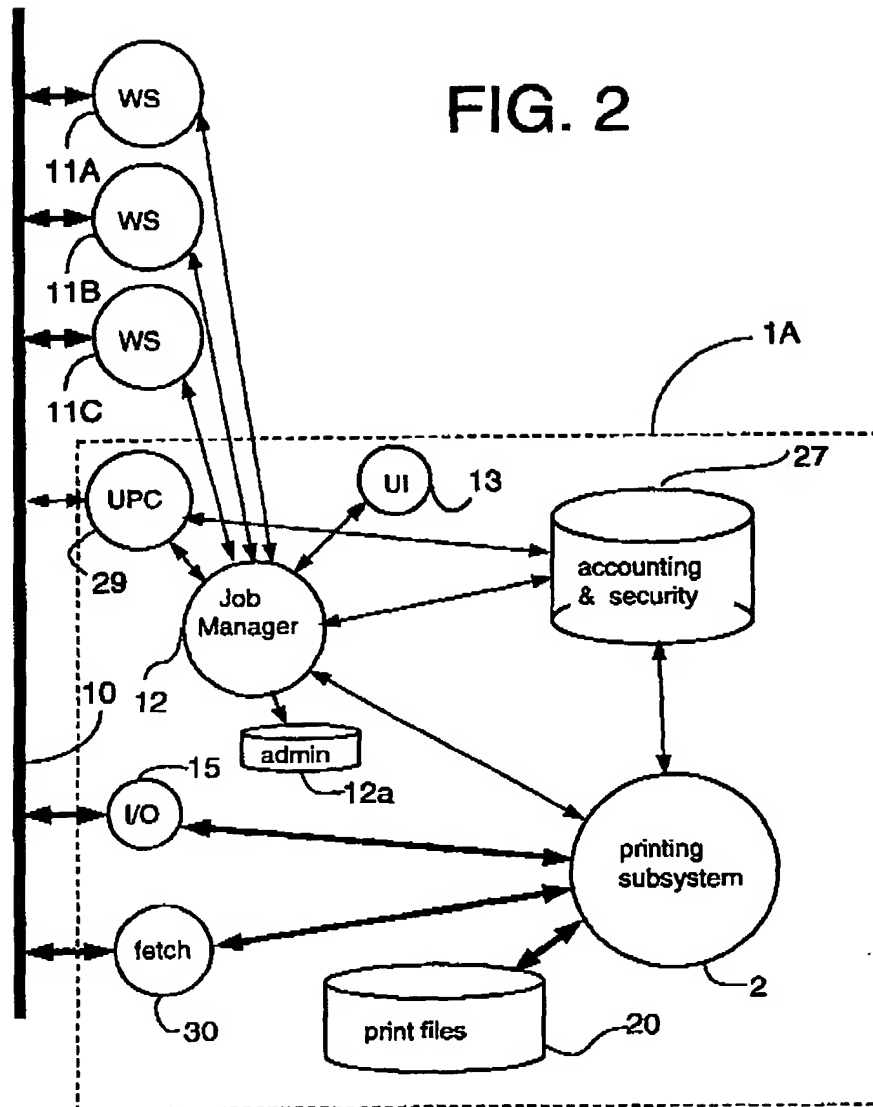 FIG. 2
WS
11A
WS
11B
WS
11C
1A
UPC
29
UI
13
27
accounting
& security
Job
Manager
12
10
admin
12a
15
I/O
printing
subsystem
2
fetch
30
print files
20